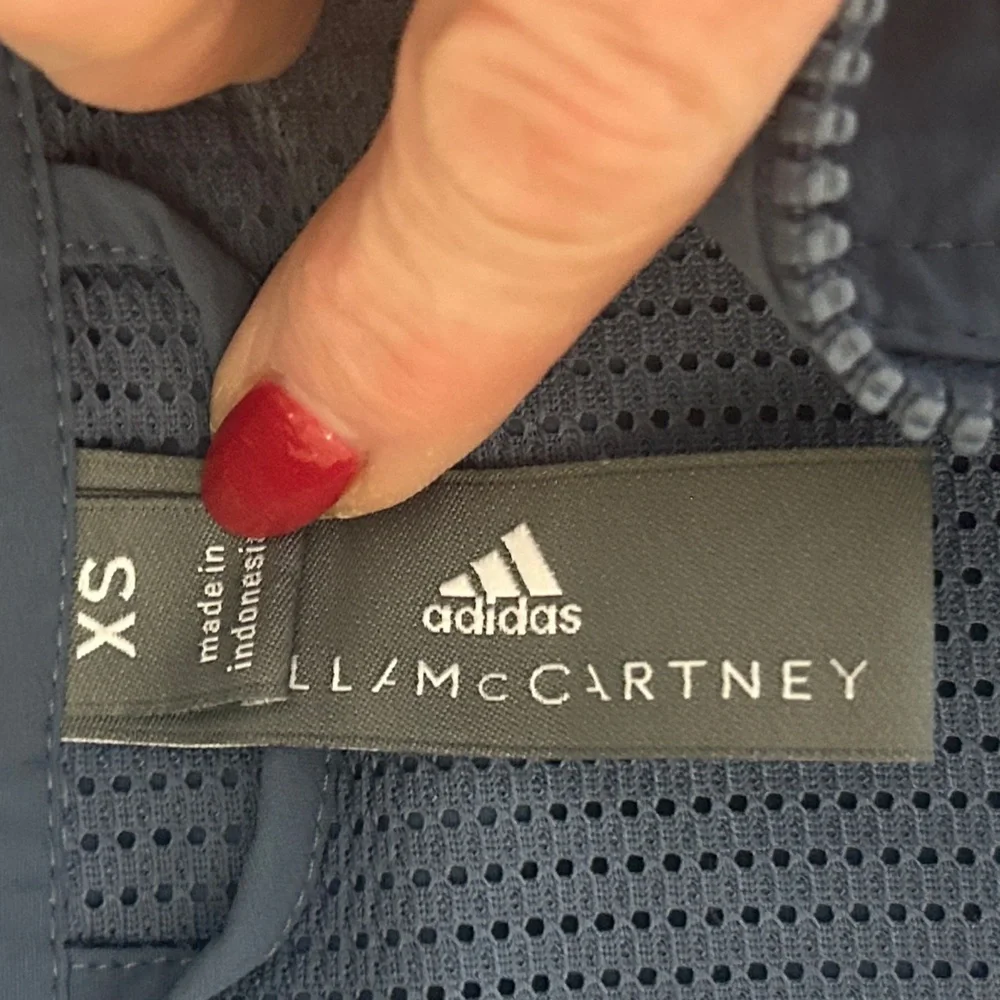 XS
made in
indonesia
adidas
LLAMcCARTNEY